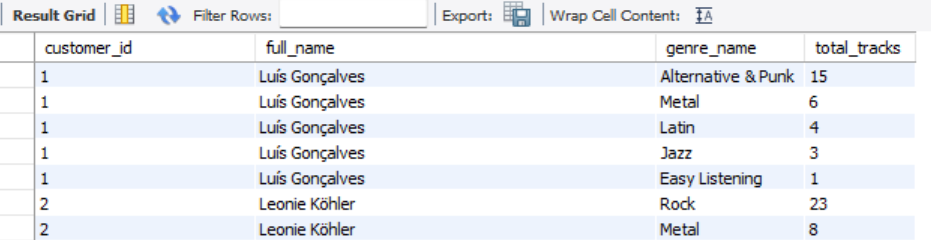 Result Grid Filter Rows: Export: Wrap Cell Content: IA
customer_id full_name genre_name total_tracks
1 Luís Gonçalves Alternative & Punk 15
1 Luís Gonçalves Metal 6
1 Luís Gonçalves Latin 4
1 Luís Gonçalves Jazz 3
1 Luís Gonçalves Easy Listening 1
2 Leonie Köhler Rock 23
2 Leonie Köhler Metal 8